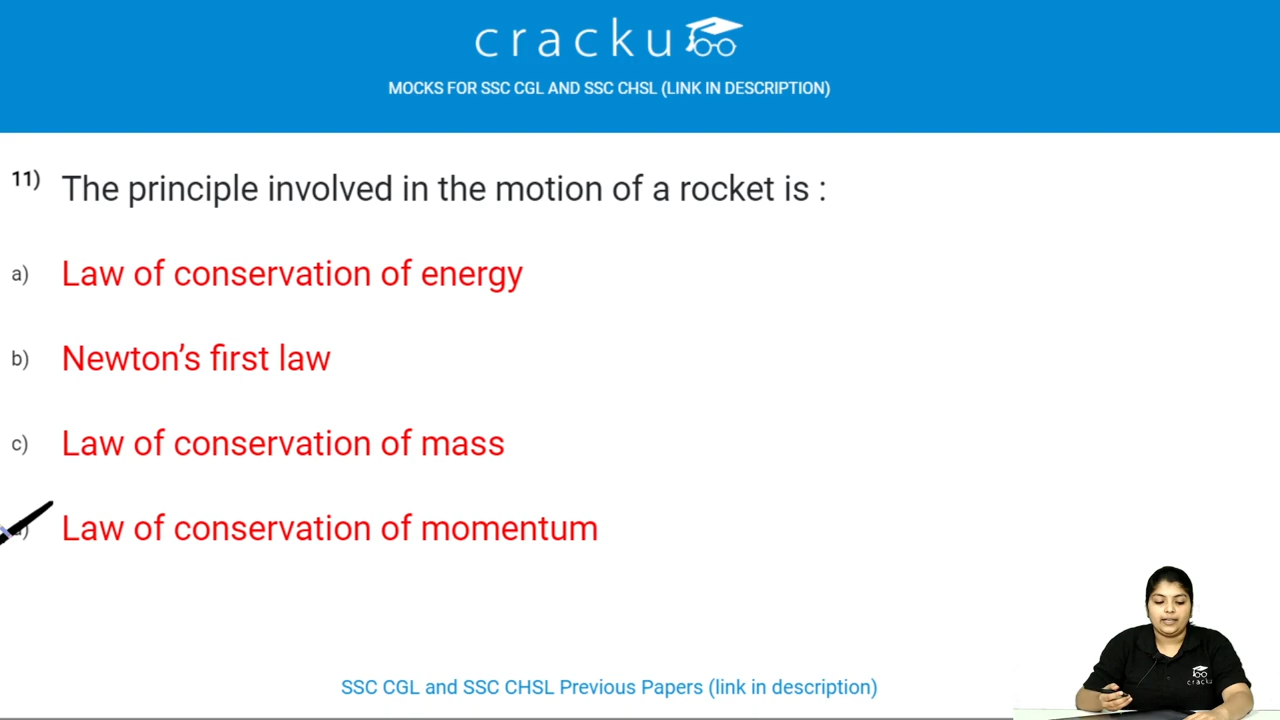 cracku
MOCKS FOR SSC CGL AND SSC CHSL (LINK IN DESCRIPTION)
11) The principle involved in the motion of a rocket is :
a) Law of conservation of energy
b) Newton’s first law
c) Law of conservation of mass
Law of conservation of momentum
cracku
SSC CGL and SSC CHSL Previous Papers (link in description)